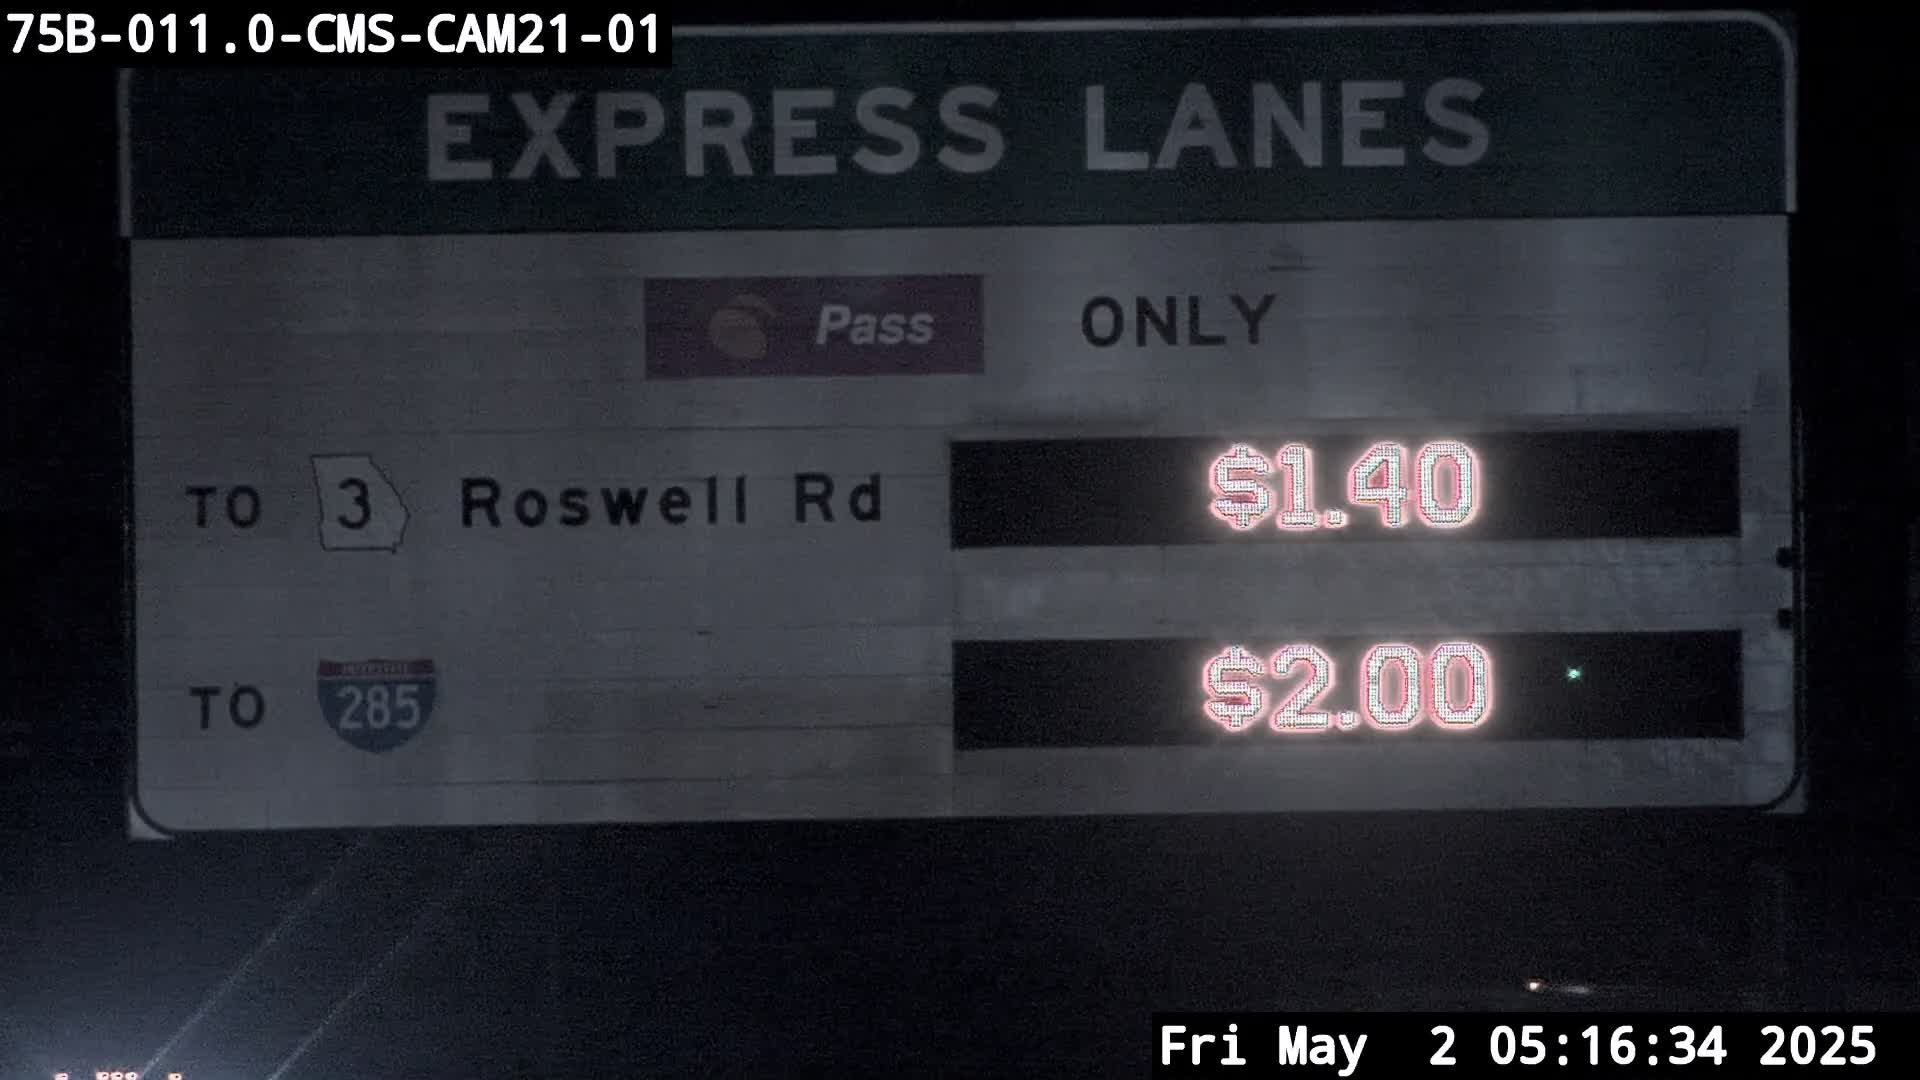 75B-011.0-CMS-CAM21-01
EXPRESS LANES
Pass ONLY
TO 3 Roswell Rd $1.40
INTERSTATE
TO 285 $2.00
Fri May 2 05:16:34 2025